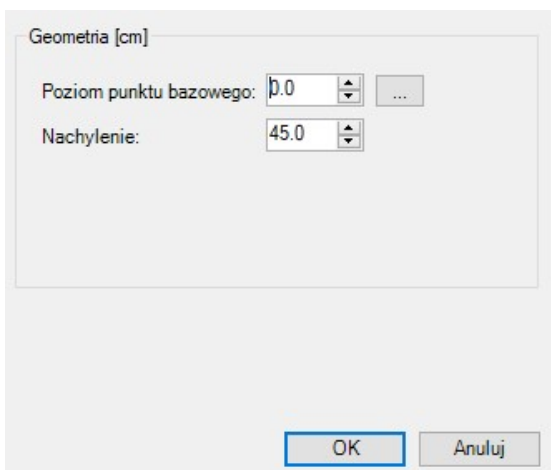 Geometria [cm]
Poziom punktu bazowego: 0.0 ...
Nachylenie: 45.0
OK Anuluj